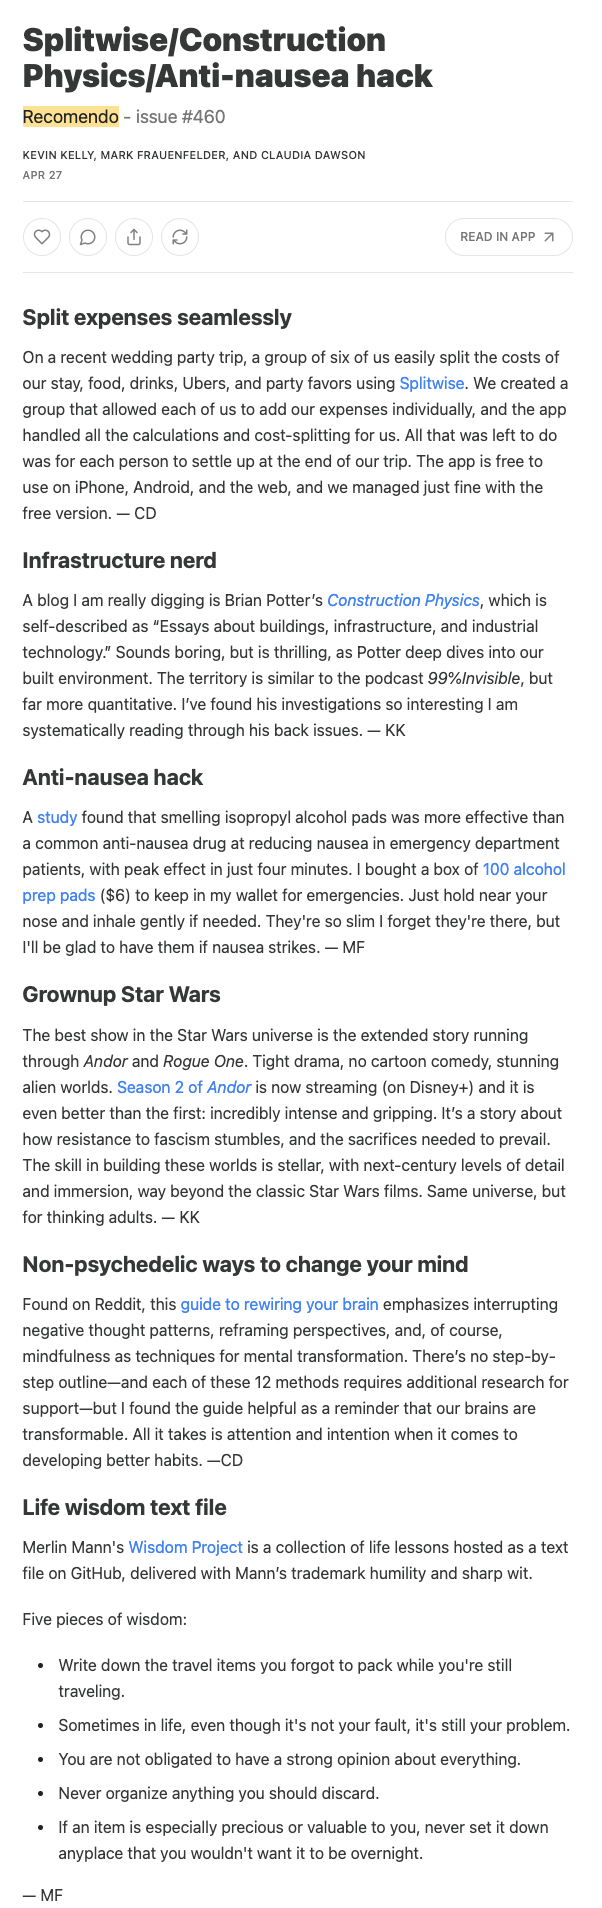 Splitwise/Construction
Physics/Anti-nausea hack
Recomendo - issue #460
KEVIN KELLY, MARK FRAUENFELDER, AND CLAUDIA DAWSON
APR 27
READ IN APP
Split expenses seamlessly
On a recent wedding party trip, a group of six of us easily split the costs of
our stay, food, drinks, Ubers, and party favors using Splitwise. We created a
group that allowed each of us to add our expenses individually, and the app
handled all the calculations and cost-splitting for us. All that was left to do
was for each person to settle up at the end of our trip. The app is free to
use on iPhone, Android, and the web, and we managed just fine with the
free version. — CD
Infrastructure nerd
A blog I am really digging is Brian Potter’s Construction Physics, which is
self-described as “Essays about buildings, infrastructure, and industrial
technology.” Sounds boring, but is thrilling, as Potter deep dives into our
built environment. The territory is similar to the podcast 99%Invisible, but
far more quantitative. I’ve found his investigations so interesting I am
systematically reading through his back issues. — KK
Anti-nausea hack
A study found that smelling isopropyl alcohol pads was more effective than
a common anti-nausea drug at reducing nausea in emergency department
patients, with peak effect in just four minutes. I bought a box of 100 alcohol
prep pads ($6) to keep in my wallet for emergencies. Just hold near your
nose and inhale gently if needed. They're so slim I forget they're there, but
I'll be glad to have them if nausea strikes. — MF
Grownup Star Wars
The best show in the Star Wars universe is the extended story running
through Andor and Rogue One. Tight drama, no cartoon comedy, stunning
alien worlds. Season 2 of Andor is now streaming (on Disney+) and it is
even better than the first: incredibly intense and gripping. It’s a story about
how resistance to fascism stumbles, and the sacrifices needed to prevail.
The skill in building these worlds is stellar, with next-century levels of detail
and immersion, way beyond the classic Star Wars films. Same universe, but
for thinking adults. — KK
Non-psychedelic ways to change your mind
Found on Reddit, this guide to rewiring your brain emphasizes interrupting
negative thought patterns, reframing perspectives, and, of course,
mindfulness as techniques for mental transformation. There’s no step-by-
step outline—and each of these 12 methods requires additional research for
support—but I found the guide helpful as a reminder that our brains are
transformable. All it takes is attention and intention when it comes to
developing better habits. —CD
Life wisdom text file
Merlin Mann's Wisdom Project is a collection of life lessons hosted as a text
file on GitHub, delivered with Mann’s trademark humility and sharp wit.
Five pieces of wisdom:
• Write down the travel items you forgot to pack while you're still
traveling.
• Sometimes in life, even though it's not your fault, it's still your problem.
• You are not obligated to have a strong opinion about everything.
• Never organize anything you should discard.
• If an item is especially precious or valuable to you, never set it down
anyplace that you wouldn't want it to be overnight.
— MF